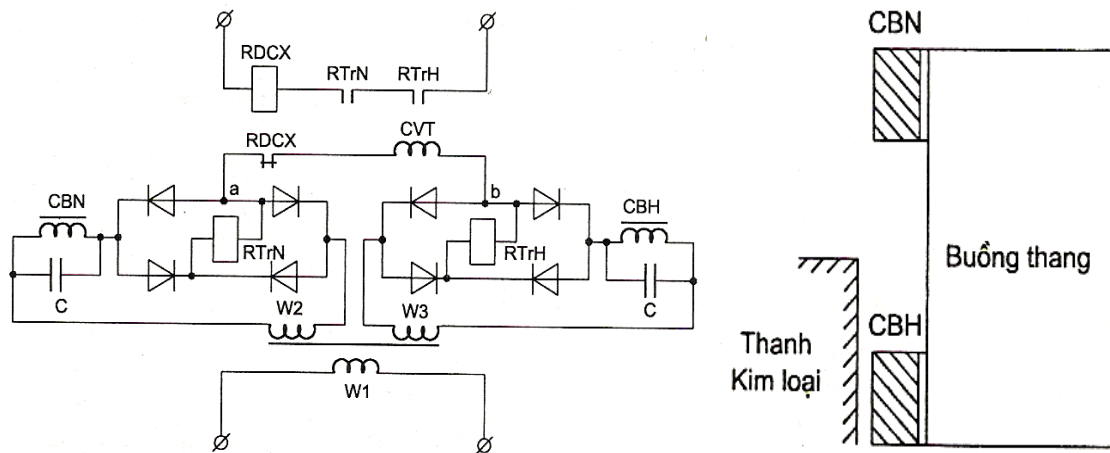 RDCX
RTrN
RTrH
RDCX
CVT
a
b
CBN
CBH
RTrN
RTrH
C
C
W2
W3
W1
CBN
Buồng thang
CBH
Thanh
Kim loại